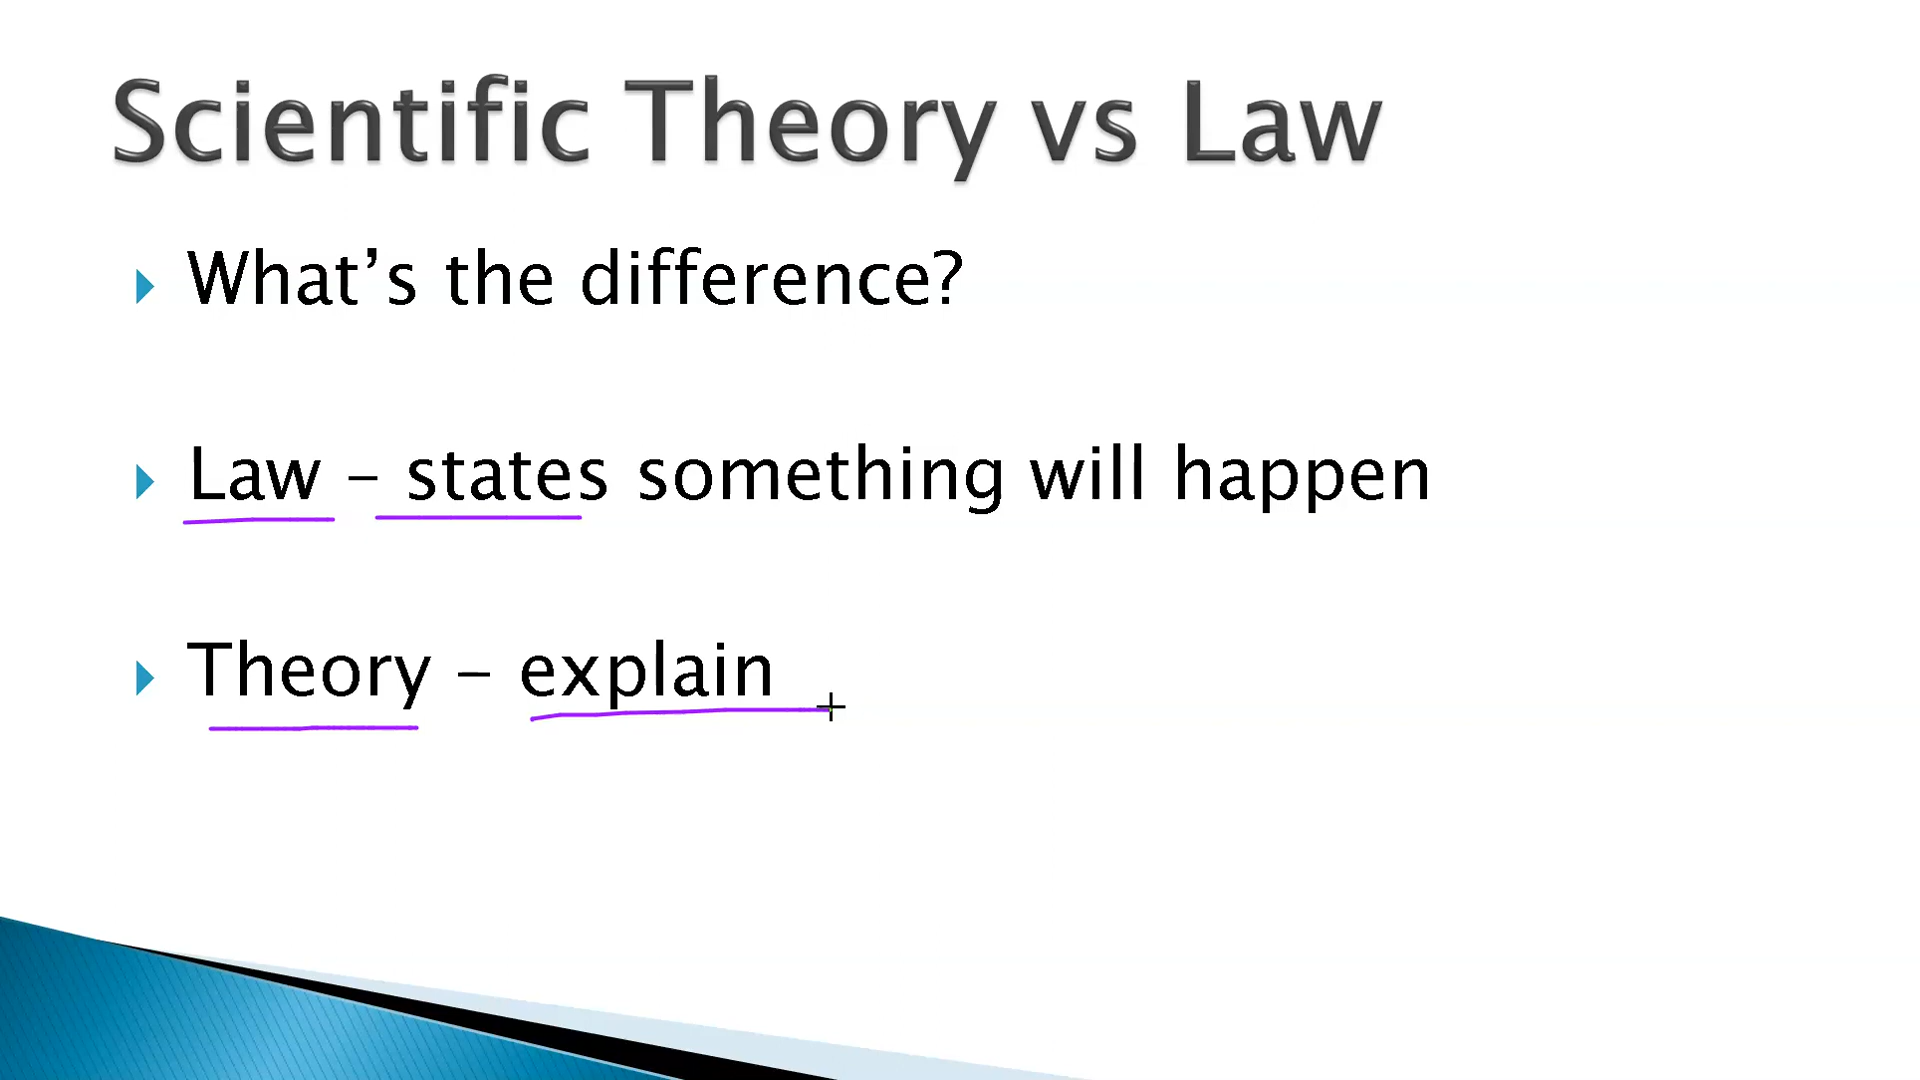 Scientific Theory vs Law
What’s the difference?
Law – states something will happen
Theory – explain